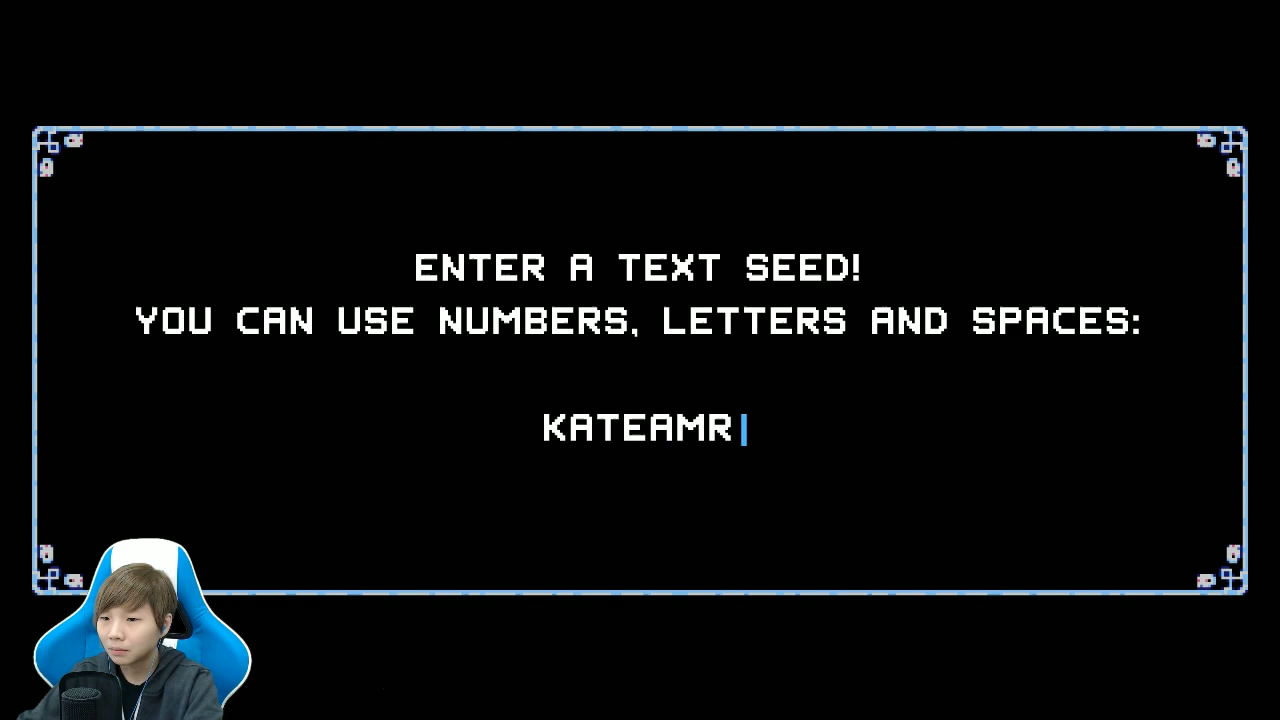 ENTER A TEXT SEED!
YOU CAN USE NUMBERS, LETTERS AND SPACES:
KATEAMR